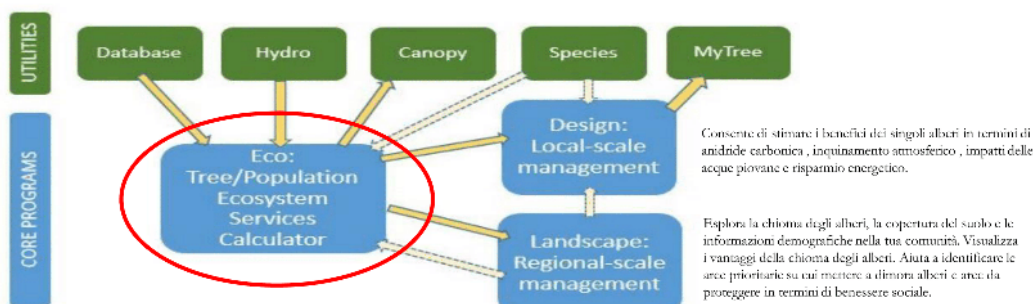 UTILITIES
Database
Hydro
Canopy
Species
MyTree
CORE PROGRAMS
Eco:
Tree/Population
Ecosystem
Services
Calculator
Design:
Local-scale
management
Landscape:
Regional-scale
management
Consente di stimare i benefici dei singoli alberi in termini di
anidride carbonica , inquinamento atmosferico , impatti delle
acque piovane e risparmio energetico.
Esplora la chioma degli alberi, la copertura del suolo e le
informazioni demografiche nella tua comunità. Visualizza
i vantaggi della chioma degli alberi. Aiuta a identificare le
aree prioritarie su cui mettere a dimora alberi e aree da
proteggere in termini di benessere sociale.